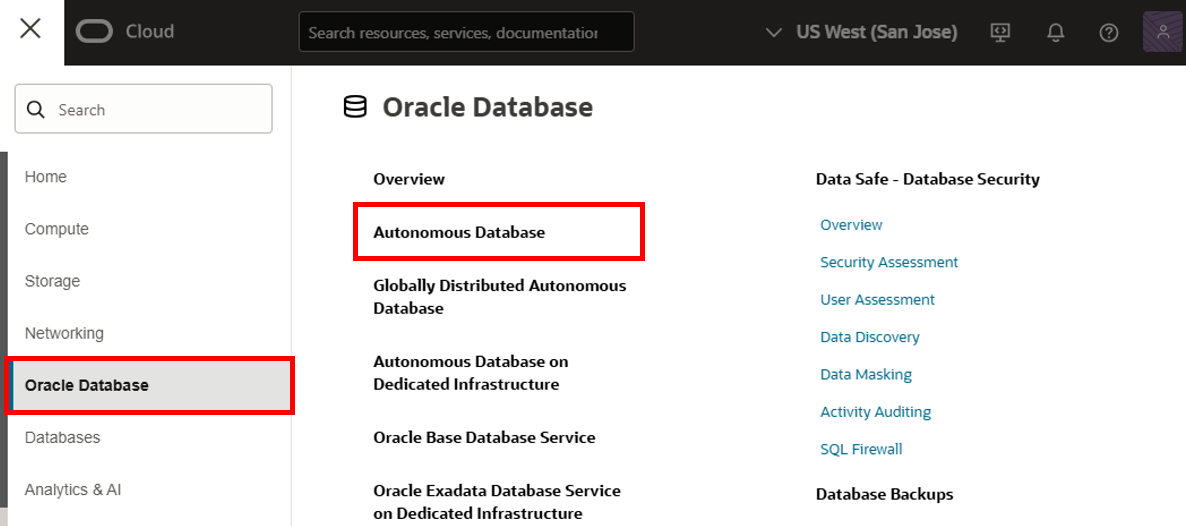 Cloud
Search resources, services, documentation
US West (San Jose)
Search
Home
Compute
Storage
Networking
Oracle Database
Databases
Analytics & AI
Oracle Database
Overview
Autonomous Database
Globally Distributed Autonomous
Database
Autonomous Database on
Dedicated Infrastructure
Oracle Base Database Service
Oracle Exadata Database Service
on Dedicated Infrastructure
Data Safe - Database Security
Overview
Security Assessment
User Assessment
Data Discovery
Data Masking
Activity Auditing
SQL Firewall
Database Backups